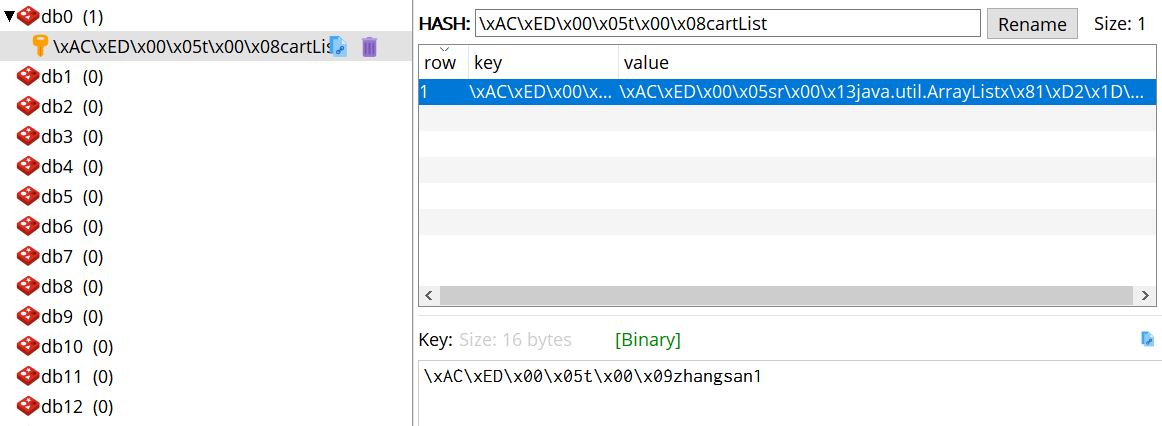 db0 (1)
\xAC\xED\x00\x05t\x00\x08cartLis
db1 (0)
db2 (0)
db3 (0)
db4 (0)
db5 (0)
db6 (0)
db7 (0)
db8 (0)
db9 (0)
db10 (0)
db11 (0)
db12 (0)
HASH: \xAC\xED\x00\x05t\x00\x08cartList Rename Size: 1
row key value
1 \xAC\xED\x00\x... \xAC\xED\x00\x05sr\x00\x13java.util.ArrayListx\x81\xD2\x1D\...
Key: Size: 16 bytes [Binary]
\xAC\xED\x00\x05t\x00\x09zhangsan1